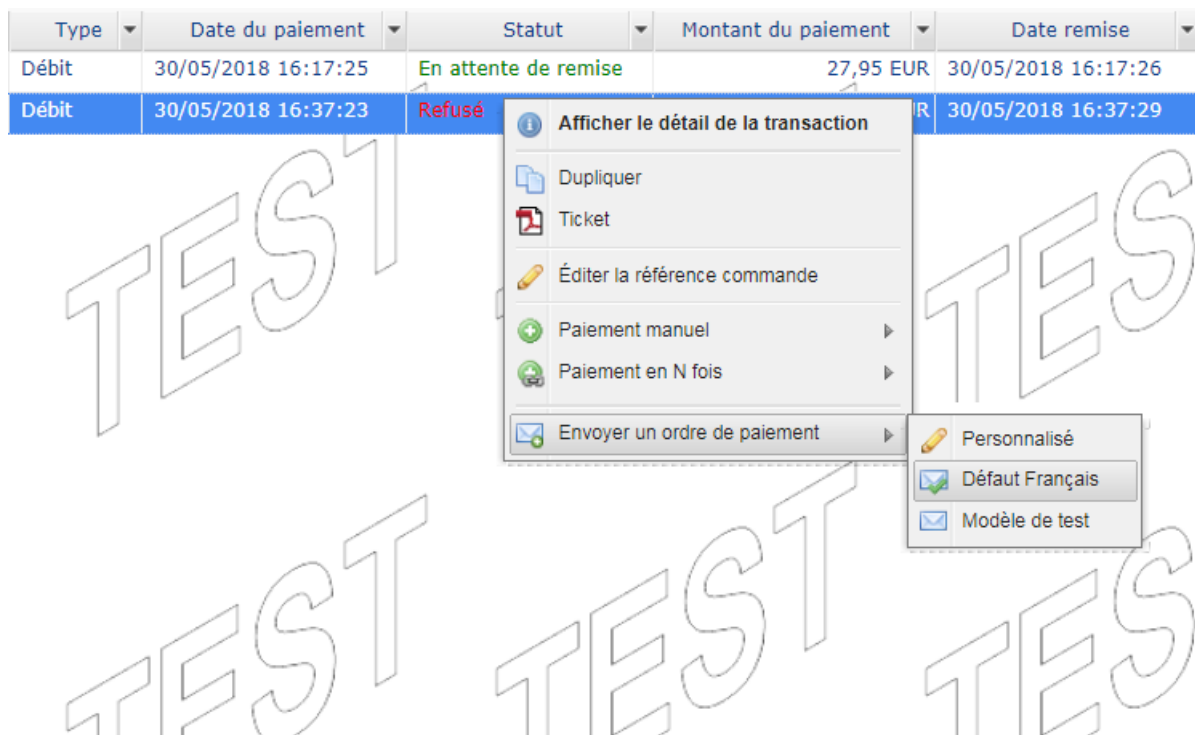 Type Date du paiement Statut Montant du paiement Date remise
Débit 30/05/2018 16:17:25 En attente de remise 27,95 EUR 30/05/2018 16:17:26
Débit 30/05/2018 16:37:23 Refusé 30/05/2018 16:37:29
Afficher le détail de la transaction
Dupliquer
Ticket
Éditer la référence commande
Paiement manuel
Paiement en N fois
Envoyer un ordre de paiement
Personnalisé
Défaut Français
Modèle de test
TEST
TEST
TEST
TEST
TEST